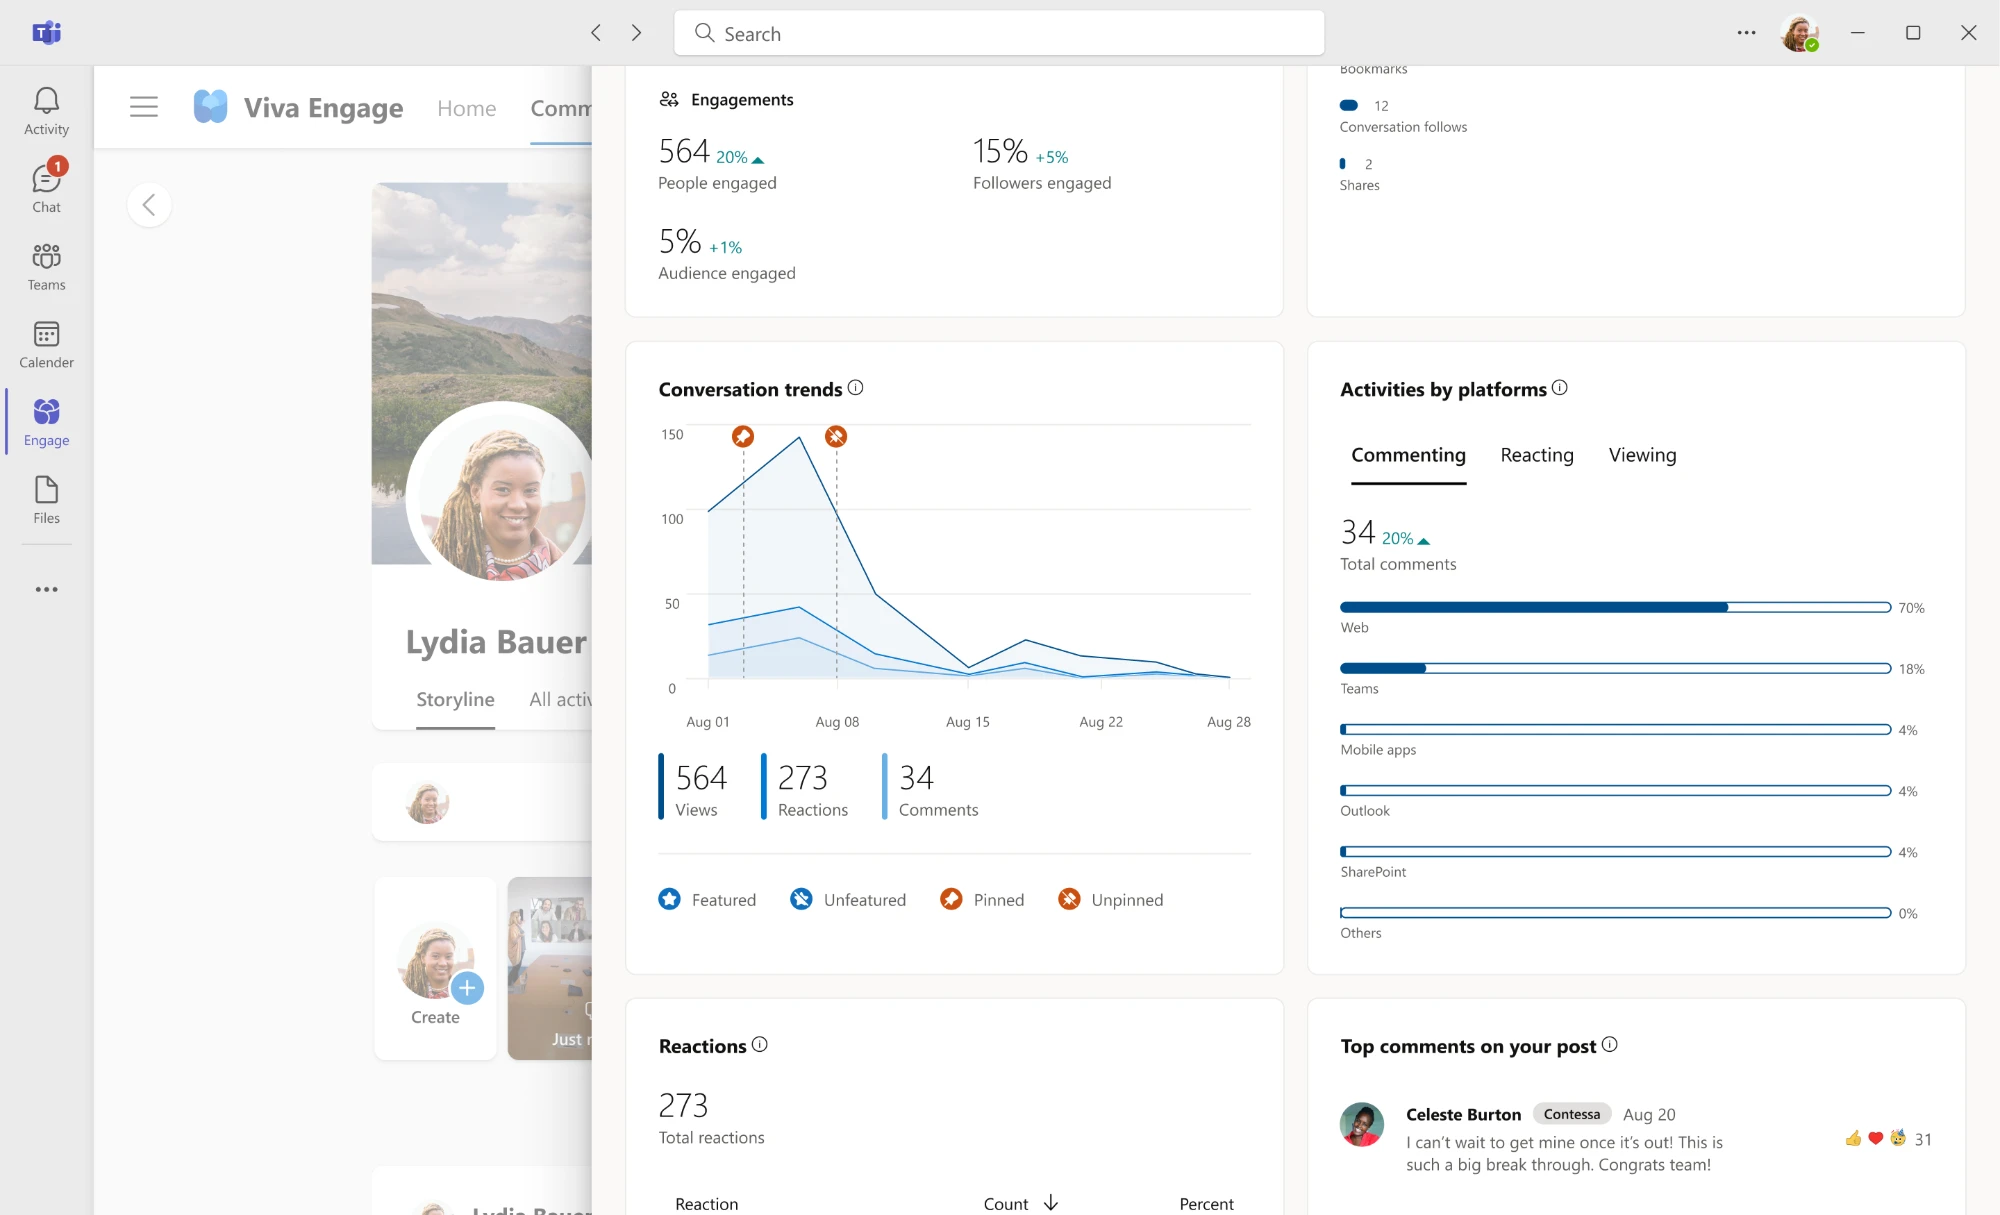 Search
Activity
1
Chat
Teams
Calender
Engage
Files
Viva Engage
Home
Comm
Lydia Bauer
Storyline
All activ
Create
Just
Lydia Bauer
Engagements
564 20%
People engaged
15% +5%
Followers engaged
5% +1%
Audience engaged
Bookmarks
12
Conversation follows
2
Shares
Conversation trends
150
100
50
0
Aug 01 Aug 08 Aug 15 Aug 22 Aug 28
564 273 34
Views Reactions Comments
Featured Unfeatured Pinned Unpinned
Activities by platforms
Commenting Reacting Viewing
34 20%
Total comments
70%
Web
18%
Teams
4%
Mobile apps
4%
Outlook
4%
SharePoint
0%
Others
Reactions
273
Total reactions
Reaction Count Percent
Top comments on your post
Celeste Burton Contessa Aug 20
I can’t wait to get mine once it’s out! This is
such a big break through. Congrats team!
31